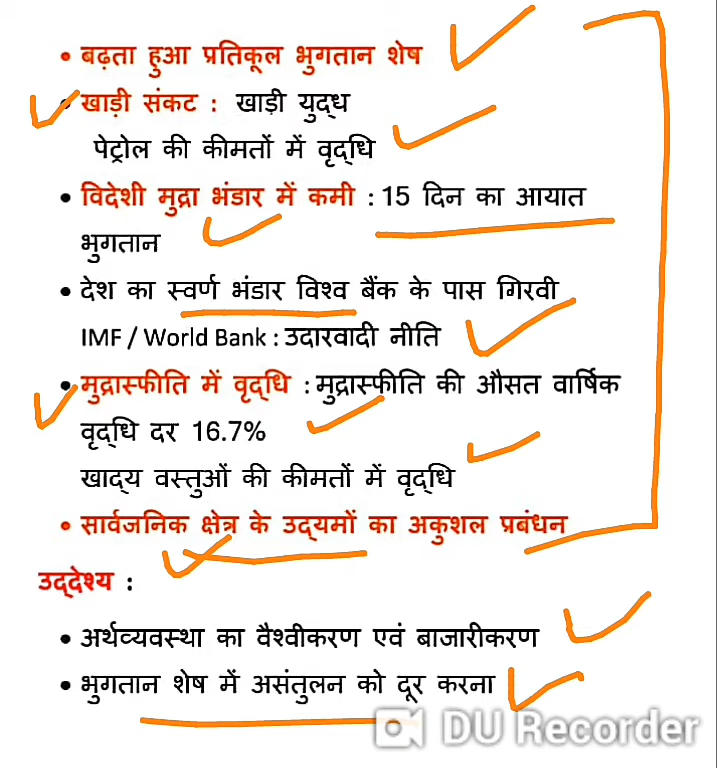 • बढ़ता हुआ प्रतिकूल भुगतान शेष
• खाड़ी संकट : खाड़ी युद्ध
पेट्रोल की कीमतों में वृद्धि
• विदेशी मुद्रा भंडार में कमी : 15 दिन का आयात
भुगतान
• देश का स्वर्ण भंडार विश्व बैंक के पास गिरवी
IMF / World Bank : उदारवादी नीति
• मुद्रास्फीति में वृद्धि : मुद्रास्फीति की औसत वार्षिक
वृद्धि दर 16.7%
खाद्य वस्तुओं की कीमतों में वृद्धि
• सार्वजनिक क्षेत्र के उद्यमों का अकुशल प्रबंधन
उद्देश्य :
• अर्थव्यवस्था का वैश्वीकरण एवं बाजारीकरण
• भुगतान शेष में असंतुलन को दूर करना
DU Recorder